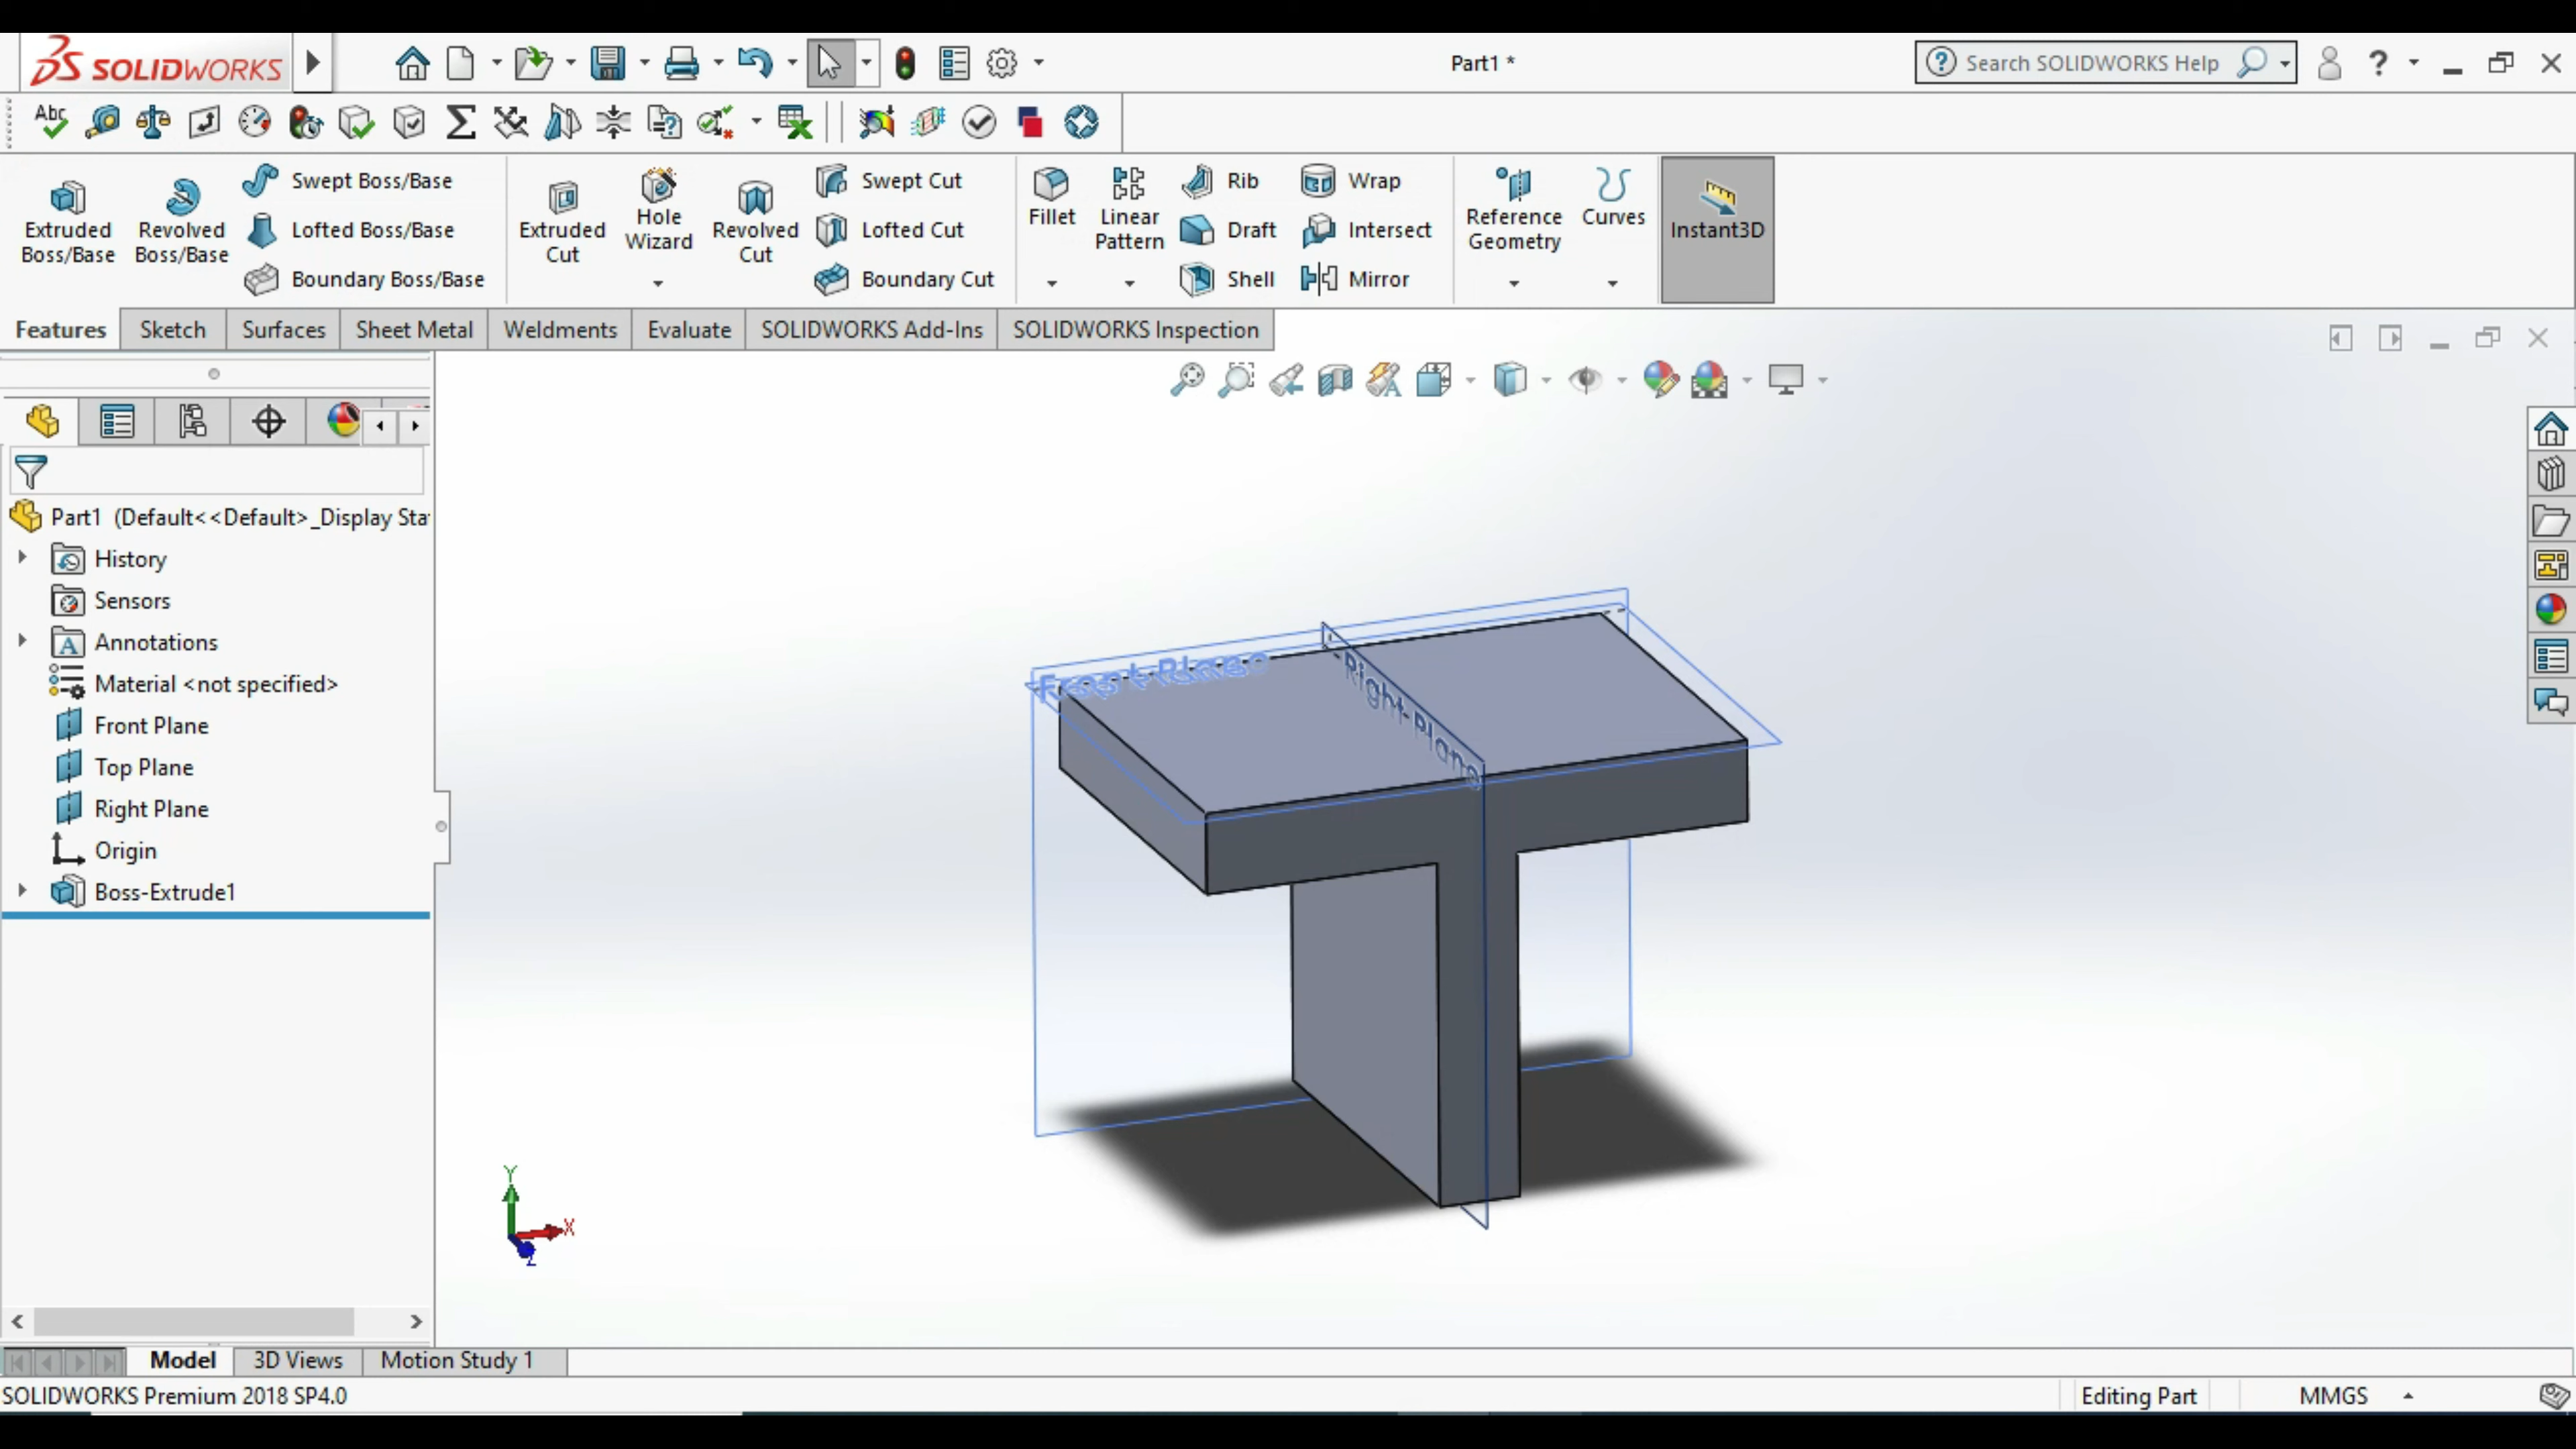 SOLIDWORKS
Part1 *
Search SOLIDWORKS Help
?
Abc
Extruded Boss/Base
Revolved Boss/Base
Swept Boss/Base
Lofted Boss/Base
Boundary Boss/Base
Extruded Cut
Hole Wizard
Revolved Cut
Swept Cut
Lofted Cut
Boundary Cut
Fillet
Linear Pattern
Rib
Draft
Shell
Wrap
Intersect
Mirror
Reference Geometry
Curves
Instant3D
Features
Sketch
Surfaces
Sheet Metal
Weldments
Evaluate
SOLIDWORKS Add-Ins
SOLIDWORKS Inspection
Part1 (Default<<Default>_Display Sta
History
Sensors
Annotations
Material <not specified>
Front Plane
Top Plane
Right Plane
Origin
Boss-Extrude1
Right Plane
Y
X
Z
Model
3D Views
Motion Study 1
SOLIDWORKS Premium 2018 SP4.0
Editing Part
MMGS